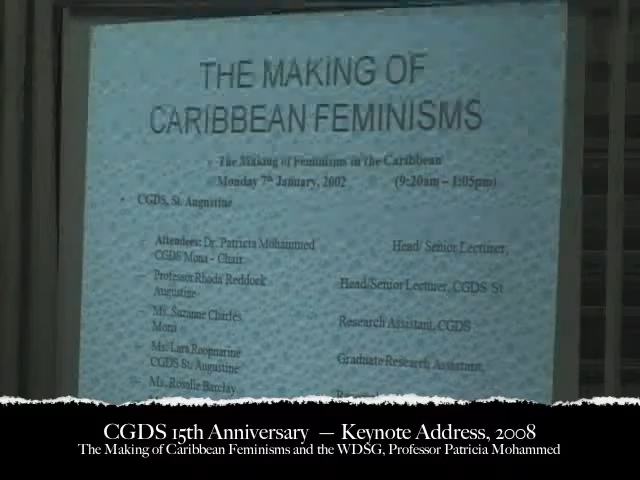 THE MAKING OF
CARIBBEAN FEMINISMS
The Making of Feminisms in the Caribbean
Monday 7th January, 2002 (9:20am – 1:05pm)
• CGDS, St. Augustine
– Attendees: Dr. Patricia Mohammed Head/ Senior Lecturer,
CGDS Mona – Chair
– Professor Rhoda Reddock Head/Senior Lecturer, CGDS St
Augustine
– Ms. Suzanne Charles Research Assistant, CGDS
Mona
– Ms. Lara Roopnarine Graduate Research Assistant,
CGDS St. Augustine
– Ms. Rosalie Barclay
CGDS 15th Anniversary — Keynote Address, 2008
The Making of Caribbean Feminisms and the WDSG, Professor Patricia Mohammed